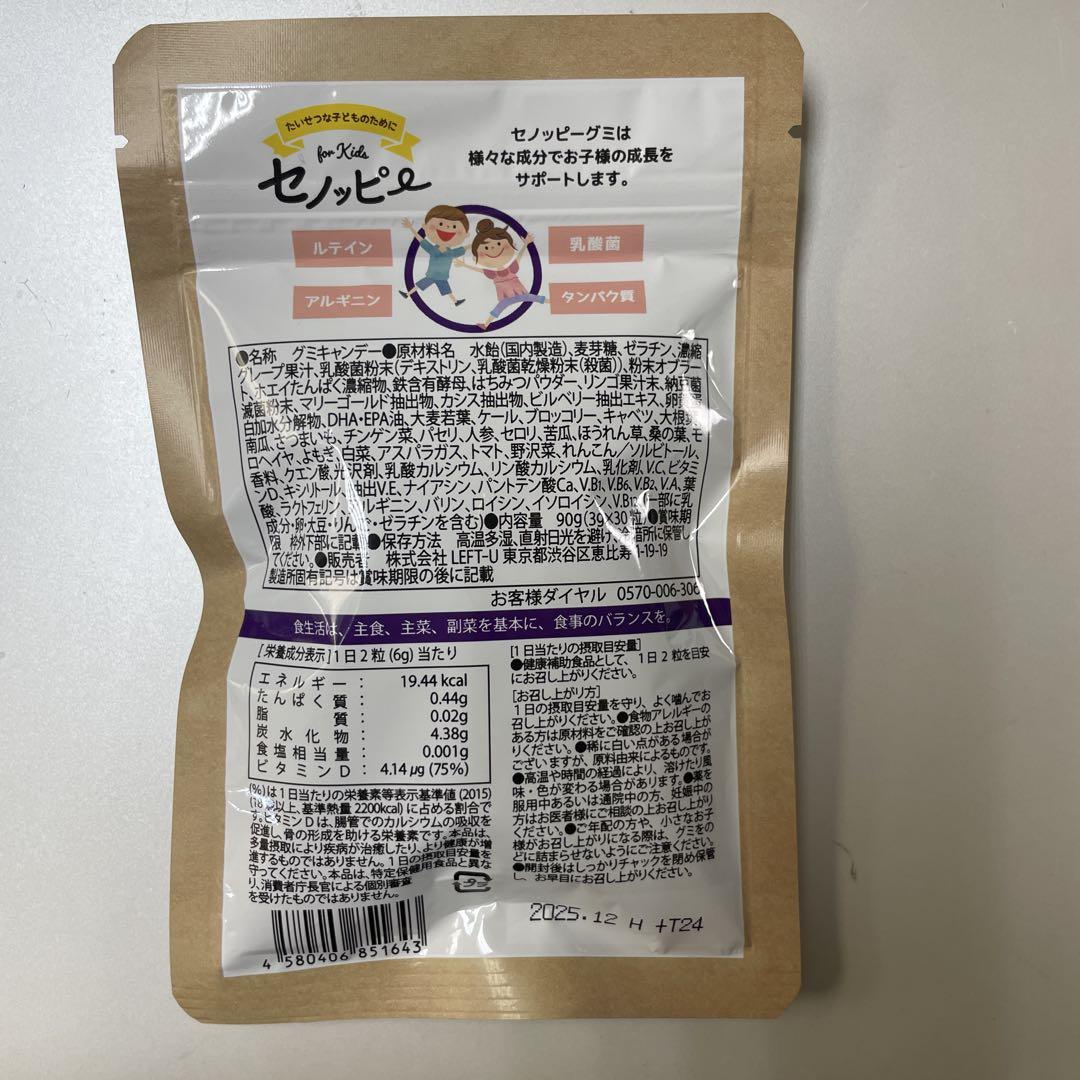 たいせつな子どものために
for Kids
セノッピー
セノッピーグミは
様々な成分でお子様の成長を
サポートします。
ルテイン
乳酸菌
アルギニン
タンパク質
●名称 グミキャンデー●原材料名 水飴(国内製造)、麦芽糖、ゼラチン、濃縮
グレープ果汁、乳酸菌粉末(デキストリン、乳酸菌乾燥粉末(殺菌))、粉末オブラー
ト、ホエイたんぱく濃縮物、鉄含有酵母、はちみつパウダー、リンゴ果汁末、納豆菌
滅菌粉末、マリーゴールド抽出物、カシス抽出物、ビルベリー抽出エキス、卵黄
白加水分解物、DHA・EPA油、大麦若葉、ケール、ブロッコリー、キャベツ、大根葉、
南瓜、さつまいも、チンゲン菜、パセリ、人参、セロリ、苦瓜、ほうれん草、桑の葉、モ
ロヘイヤ、よもぎ、白菜、アスパラガス、トマト、野沢菜、れんこん/ソルビトール、
香料、クエン酸、光沢剤、乳酸カルシウム、リン酸カルシウム、乳化剤、V.C、ビタミ
ンD、キシリトール、抽出V.E、ナイアシン、パントテン酸Ca、V.B1、V.B6、V.B2、V.A、葉
酸、ラクトフェリン、アルギニン、バリン、ロイシン、イソロイシン、V.B12、(一部に乳
成分・卵・大豆・りんご・ゼラチンを含む)●内容量 90g(3g×30粒)●賞味期
限 枠外下部に記載●保存方法 高温多湿、直射日光を避け、冷暗所に保管し
てください。●販売者 株式会社 LEFT-U 東京都渋谷区恵比寿1-19-19
製造所固有記号は賞味期限の後に記載
お客様ダイヤル 0570-006-306
食生活は、主食、主菜、副菜を基本に、食事のバランスを。
[栄養成分表示]1日2粒(6g)当たり
エネルギー: 19.44 kcal
たんぱく質: 0.44g
脂質: 0.02g
炭水化物: 4.38g
食塩相当量: 0.001g
ビタミンD: 4.14μg (75%)
(%)は1日当たりの栄養素等表示基準値(2015)
(18歳以上、基準熱量2200kcal)に占める割合で
す。ビタミンDは、腸管でのカルシウムの吸収を
促進し骨の形成を助ける栄養素です。本品は、
多量摂取により疾病が治癒したり、より健康が増
進するものではありません。1日の摂取目安量を
守ってください。本品は、特定保健用食品と異な
り、消費者庁長官による個別審査
を受けたものではありません。
[1日当たりの摂取目安量]
●健康補助食品として、1日2粒を目安
にお召し上がりください。
[お召し上がり方]
1日の摂取目安量を守り、よく噛んでお
召し上がりください。●食物アレルギーの
ある方は原材料をご確認の上お召し上が
りください。●稀に白い点がある場合が
ございますが、原料由来によるものです。
●高温や時間の経過により、溶けたり風
味・色が変わる場合があります。●薬を
服用中あるいは通院中の方、妊娠中の
方はお医者様にご相談の上お召し上がり
ください。●ご年配の方や、小さなお子
様がお召し上がりになる際は、グミをの
どに詰まらせないようにご注意ください。
●開封後はしっかりチャックを閉め保管
し、お早目にお召し上がりください。
プラ
2025.12 H +T24
4 580406 851643